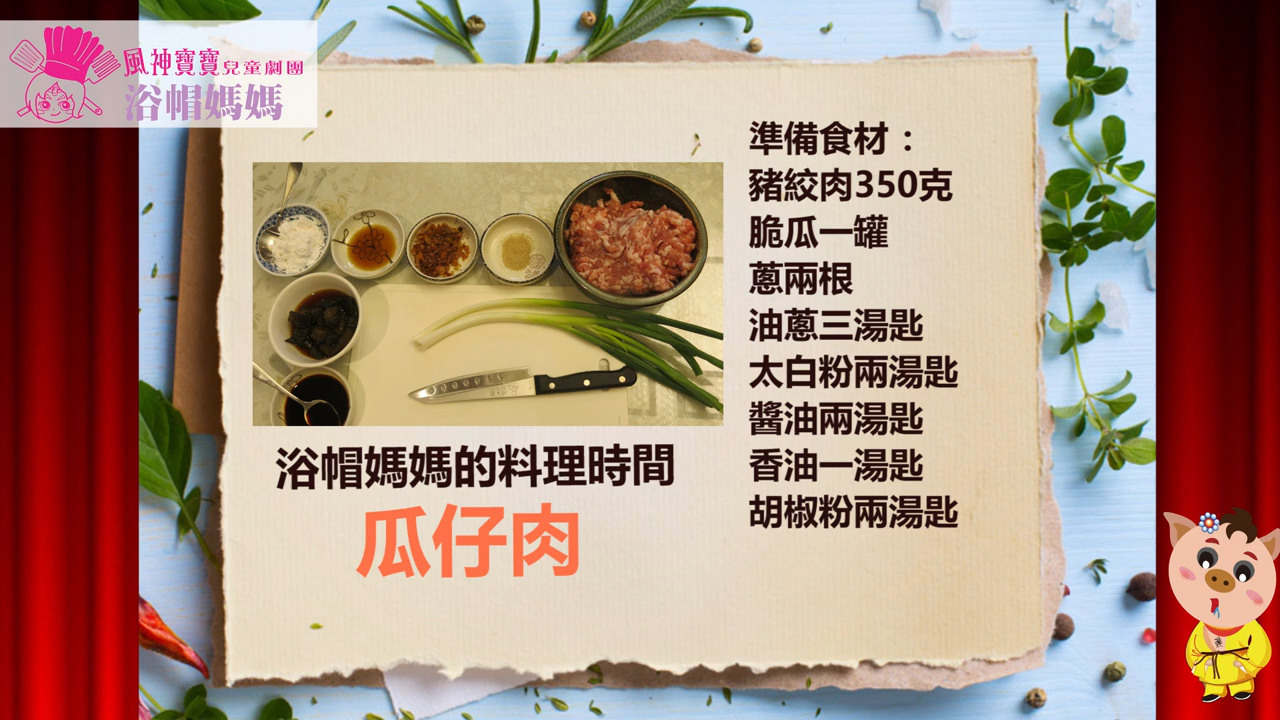 風神寶寶兒童劇團
浴帽媽媽
準備食材：
豬絞肉350克
脆瓜一罐
蔥兩根
油蔥三湯匙
太白粉兩湯匙
醬油兩湯匙
香油一湯匙
胡椒粉兩湯匙
浴帽媽媽的料理時間
瓜仔肉